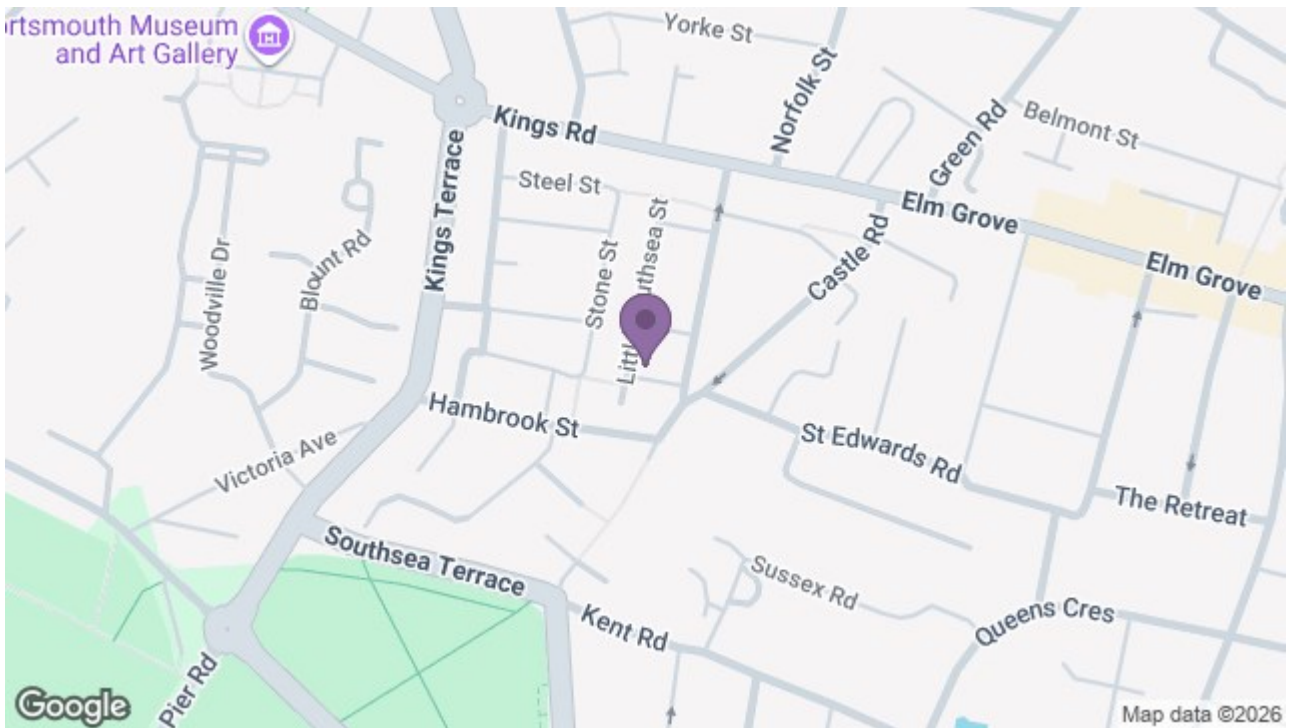 rtsmouth Museum
and Art Gallery
Yorke St
Norfolk St
Green Rd
Belmont St
Kings Rd
Kings Terrace
Steel St
Elm Grove
Elm Grove
Woodville Dr
Blount Rd
Stone St
Castle Rd
Hambrook St
Victoria Ave
St Edwards Rd
The Retreat
Southsea Terrace
Sussex Rd
Kent Rd
Queens Cres
Pier Rd
Google
Map data ©2026